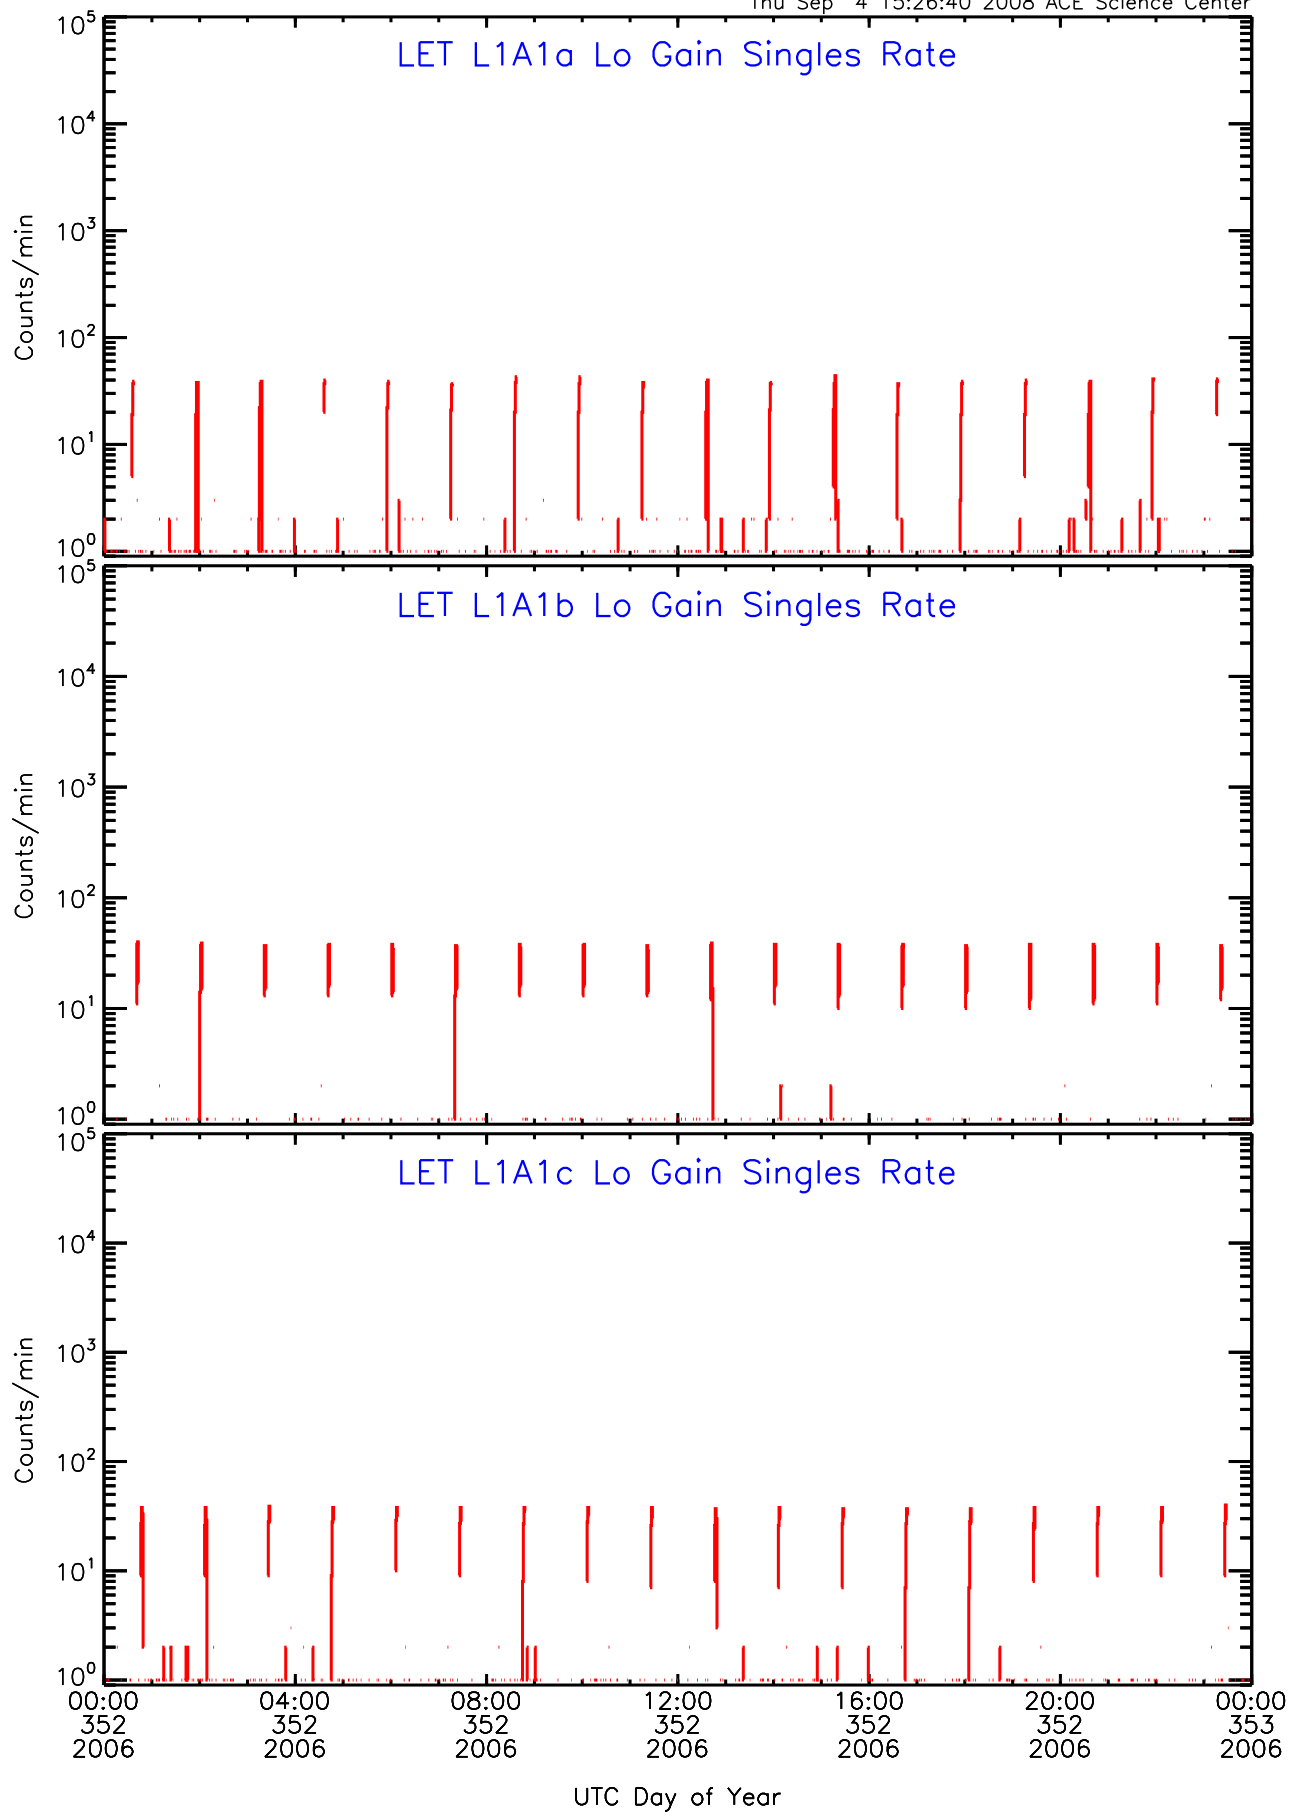 Thu Sep 4 15:26:40 2008 ACE Science Center
LET L1A1a Lo Gain Singles Rate
10^5
10^4
10^3
10^2
10^1
10^0
Counts/min
LET L1A1b Lo Gain Singles Rate
10^5
10^4
10^3
10^2
10^1
10^0
Counts/min
LET L1A1c Lo Gain Singles Rate
10^5
10^4
10^3
10^2
10^1
10^0
Counts/min
00:00 04:00 08:00 12:00 16:00 20:00 00:00
352 352 352 352 352 352 353
2006 2006 2006 2006 2006 2006 2006
UTC Day of Year